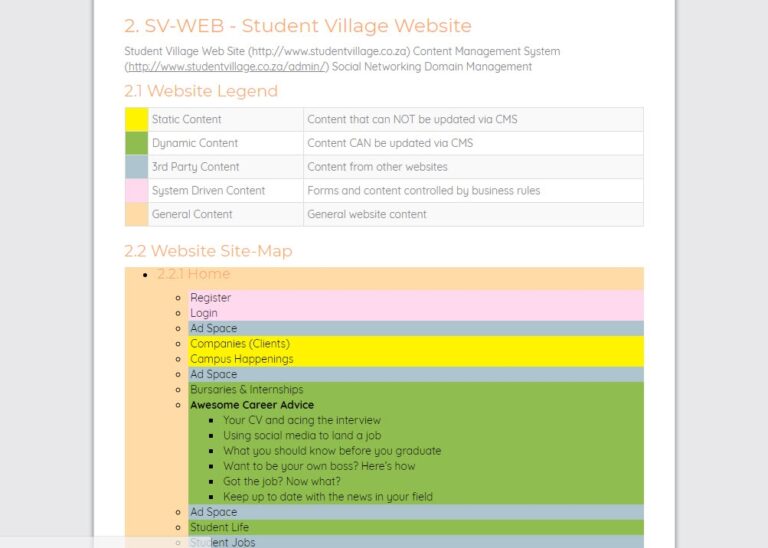 2. SV-WEB - Student Village Website
Student Village Web Site (http://www.studentvillage.co.za) Content Management System
(http://www.studentvillage.co.za/admin/) Social Networking Domain Management
2.1 Website Legend
Static Content Content that can NOT be updated via CMS
Dynamic Content Content CAN be updated via CMS
3rd Party Content Content from other websites
System Driven Content Forms and content controlled by business rules
General Content General website content
2.2 Website Site-Map
2.2.1 Home
Register
Login
Ad Space
Companies (Clients)
Campus Happenings
Ad Space
Bursaries & Internships
Awesome Career Advice
Your CV and acing the interview
Using social media to land a job
What you should know before you graduate
Want to be your own boss? Here's how
Got the job? Now what?
Keep up to date with the news in your field
Ad Space
Student Life
Student Jobs